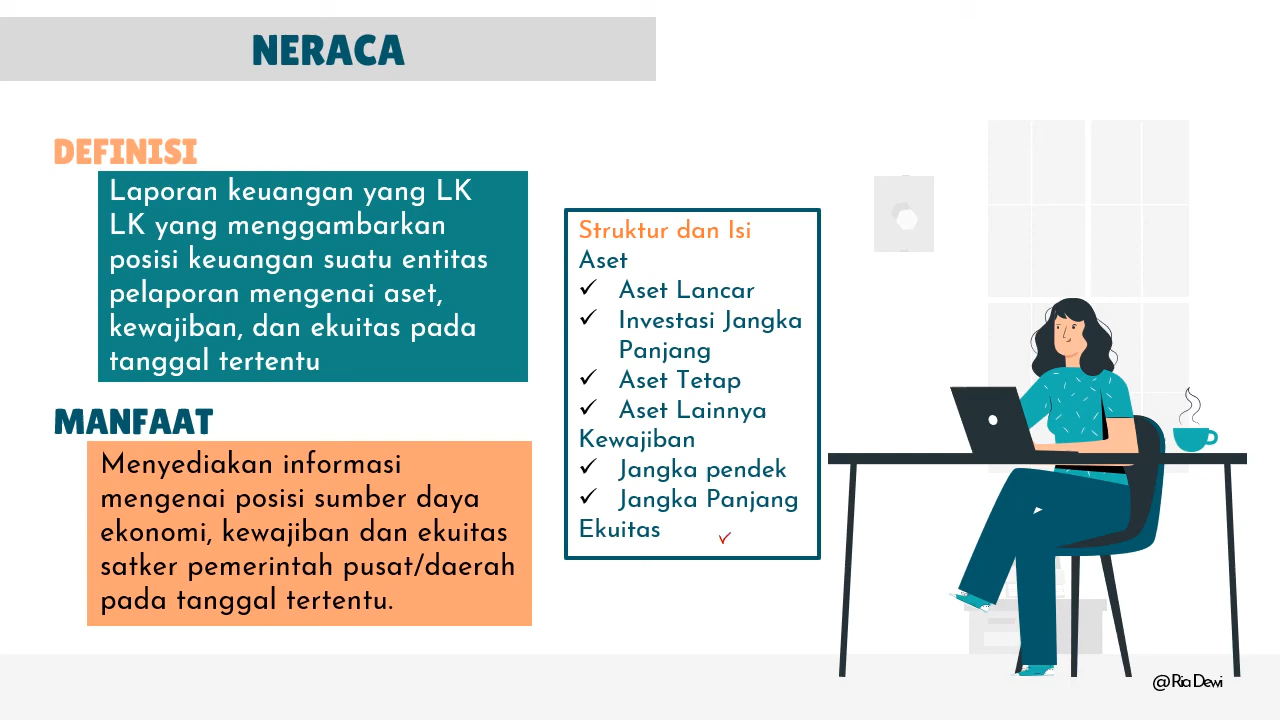 NERACA
DEFINISI
Laporan keuangan yang LK
LK yang menggambarkan
posisi keuangan suatu entitas
pelaporan mengenai aset,
kewajiban, dan ekuitas pada
tanggal tertentu
MANFAAT
Menyediakan informasi
mengenai posisi sumber daya
ekonomi, kewajiban dan ekuitas
satker pemerintah pusat/daerah
pada tanggal tertentu.
Struktur dan Isi
Aset
✓ Aset Lancar
✓ Investasi Jangka
Panjang
✓ Aset Tetap
✓ Aset Lainnya
Kewajiban
✓ Jangka pendek
✓ Jangka Panjang
Ekuitas
@Ria Dewi